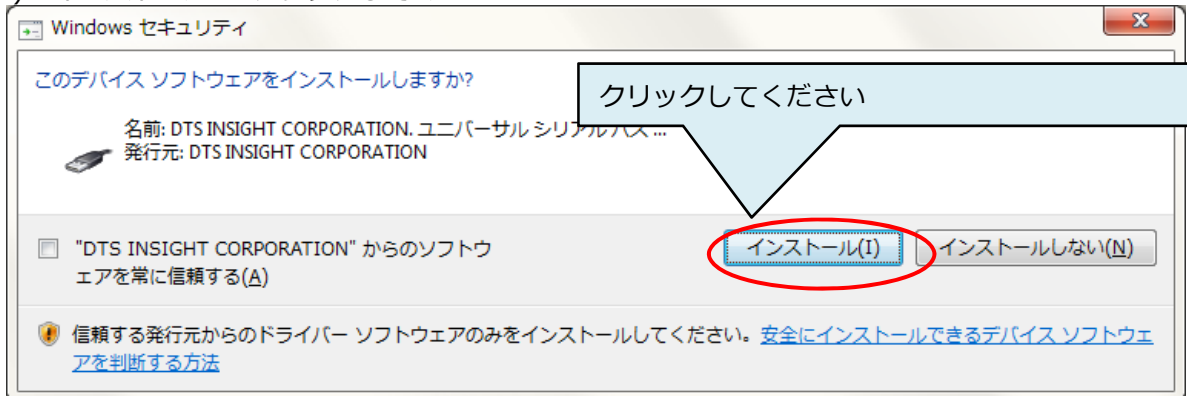 Windows セキュリティ
このデバイス ソフトウェアをインストールしますか?
クリックしてください
名前: DTS INSIGHT CORPORATION. ユニバーサル シリアル バス ...
発行元: DTS INSIGHT CORPORATION
"DTS INSIGHT CORPORATION" からのソフトウ
ェアを常に信頼する(A)
インストール(I)
インストールしない(N)
信頼する発行元からのドライバー ソフトウェアのみをインストールしてください。安全にインストールできるデバイス ソフトウェ
アを判断する方法